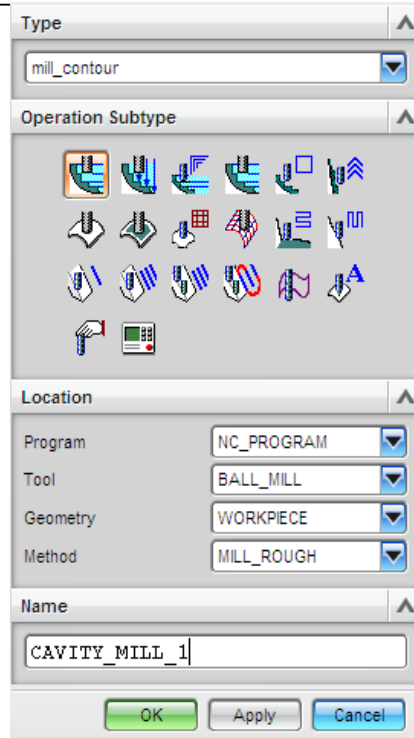 Type
mill_contour
Operation Subtype
A
Location
Program NC_PROGRAM
Tool BALL_MILL
Geometry WORKPIECE
Method MILL_ROUGH
Name
CAVITY_MILL_1
OK Apply Cancel